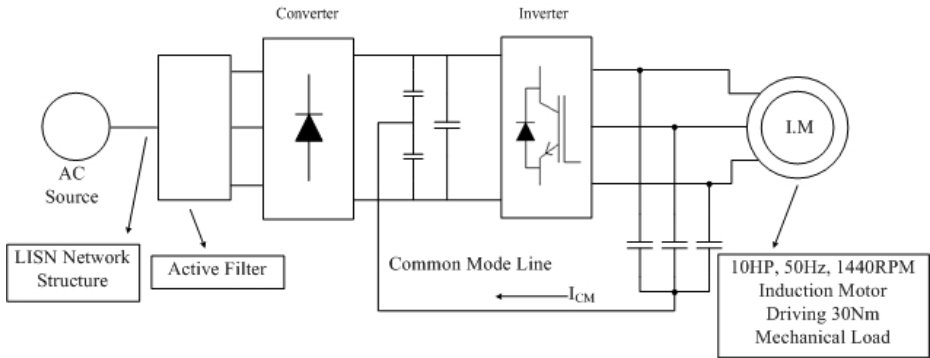 Converter
Inverter
AC
Source
I.M
LISN Network
Structure
Active Filter
Common Mode Line
I_CM
10HP, 50Hz, 1440RPM
Induction Motor
Driving 30Nm
Mechanical Load